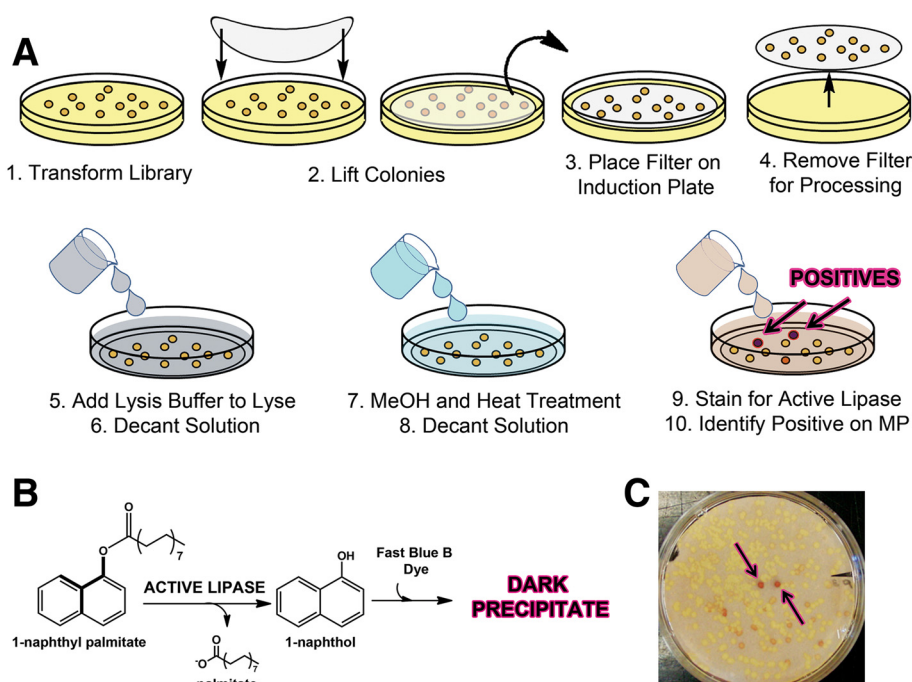 A
1. Transform Library
2. Lift Colonies
3. Place Filter on
Induction Plate
4. Remove Filter
for Processing
5. Add Lysis Buffer to Lyse
6. Decant Solution
7. MeOH and Heat Treatment
8. Decant Solution
POSITIVES
9. Stain for Active Lipase
10. Identify Positive on MP
B
O
O
7
1-naphthyl palmitate
ACTIVE LIPASE
O
-O
7
palmitate
OH
1-naphthol
Fast Blue B
Dye
DARK
PRECIPITATE
C